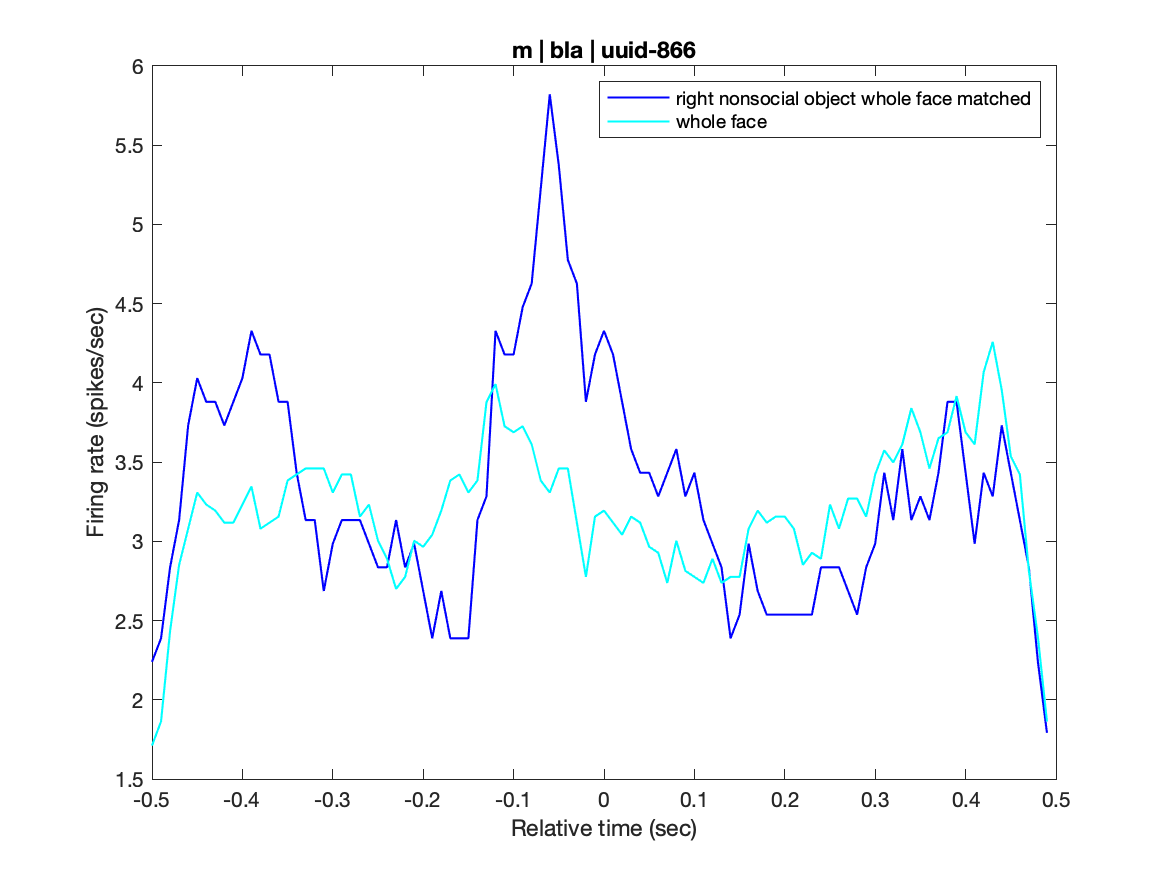 m | bla | uuid-866
right nonsocial object whole face matched
whole face
Firing rate (spikes/sec)
6
5.5
5
4.5
4
3.5
3
2.5
2
1.5
-0.5 -0.4 -0.3 -0.2 -0.1 0 0.1 0.2 0.3 0.4 0.5
Relative time (sec)